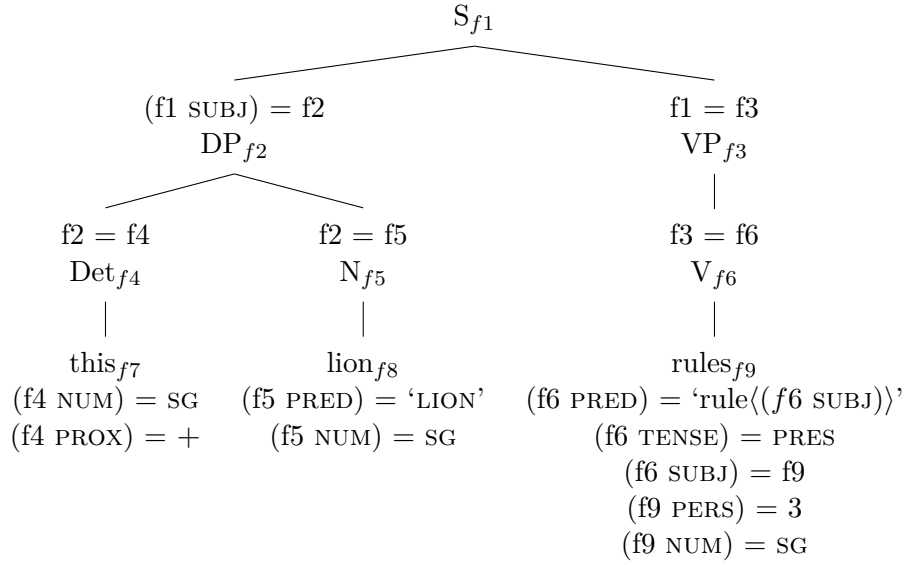 S_f1
(f1 SUBJ) = f2 f1 = f3
DP_f2 VP_f3
f2 = f4 f2 = f5 f3 = f6
Det_f4 N_f5 V_f6
this_f7 lion_f8 rules_f9
(f4 NUM) = SG (f5 PRED) = ‘LION’ (f6 PRED) = ‘rule⟨(f6 SUBJ)⟩’
(f4 PROX) = + (f5 NUM) = SG (f6 TENSE) = PRES
(f6 SUBJ) = f9
(f9 PERS) = 3
(f9 NUM) = SG